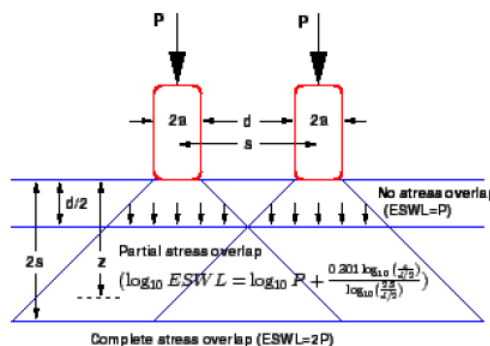 P P
2a d 2a
s
d/2 No stress overlap
(ESWL=P)
2s z Partial stress overlap
(log₁₀ ESWL = log₁₀ P + 0.301 log₁₀ (z/(d/2)) / log₁₀ (2s/(d/2)))
Complete stress overlap (ESWL=2P)